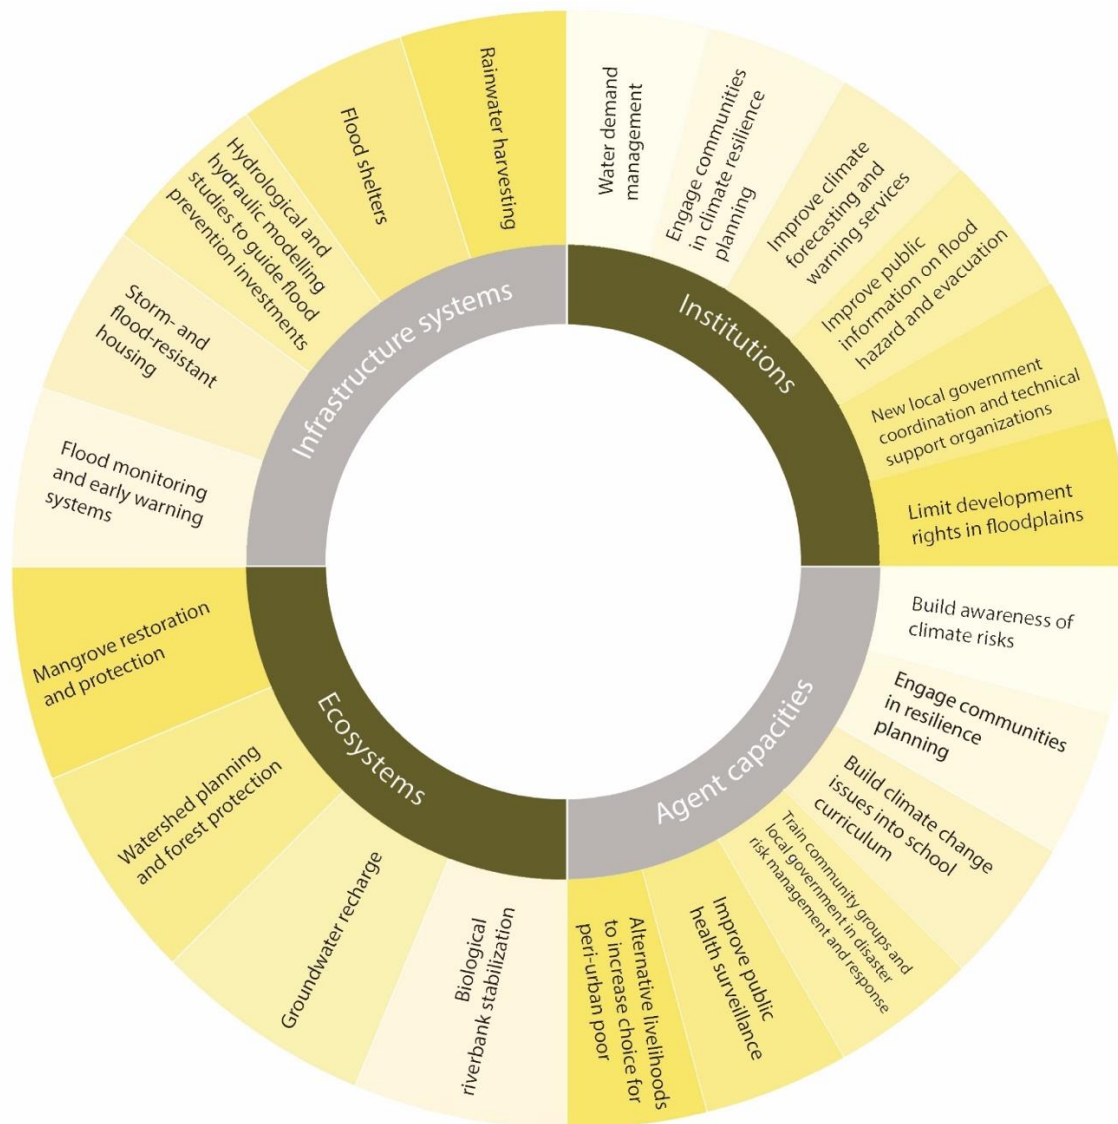 Institutions
Water demand
management
Engage communities
in climate resilience
planning
Improve climate
forecasting and
warning services
Improve public
information on flood
hazard and evacuation
New local government
coordination and technical
support organizations
Limit development
rights in floodplains
Agent capacities
Build awareness of
climate risks
Engage communities
in resilience
planning
Build climate change
issues into school
curriculum
Train community groups and
local government in disaster
risk management and response
Improve public
health surveillance
Alternative livelihoods
to increase choice for
peri-urban poor
Ecosystems
Biological
riverbank stabilization
Groundwater recharge
Watershed planning
and forest protection
Mangrove restoration
and protection
Infrastructure systems
Flood monitoring
and early warning
systems
Storm- and
flood-resistant
housing
Hydrological and
hydraulic modelling
studies to guide flood
prevention investments
Flood shelters
Rainwater harvesting